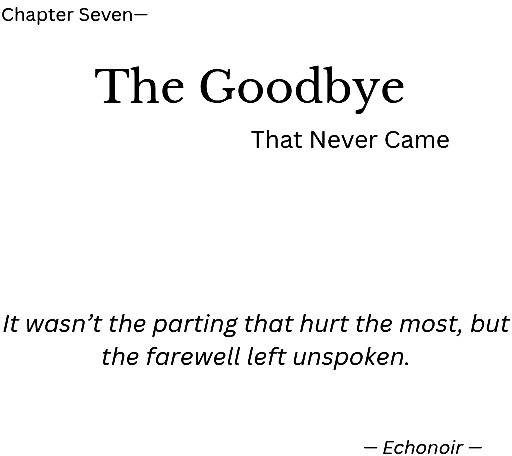 Chapter Seven—
The Goodbye
That Never Came
It wasn’t the parting that hurt the most, but
the farewell left unspoken.
— Echonoir —